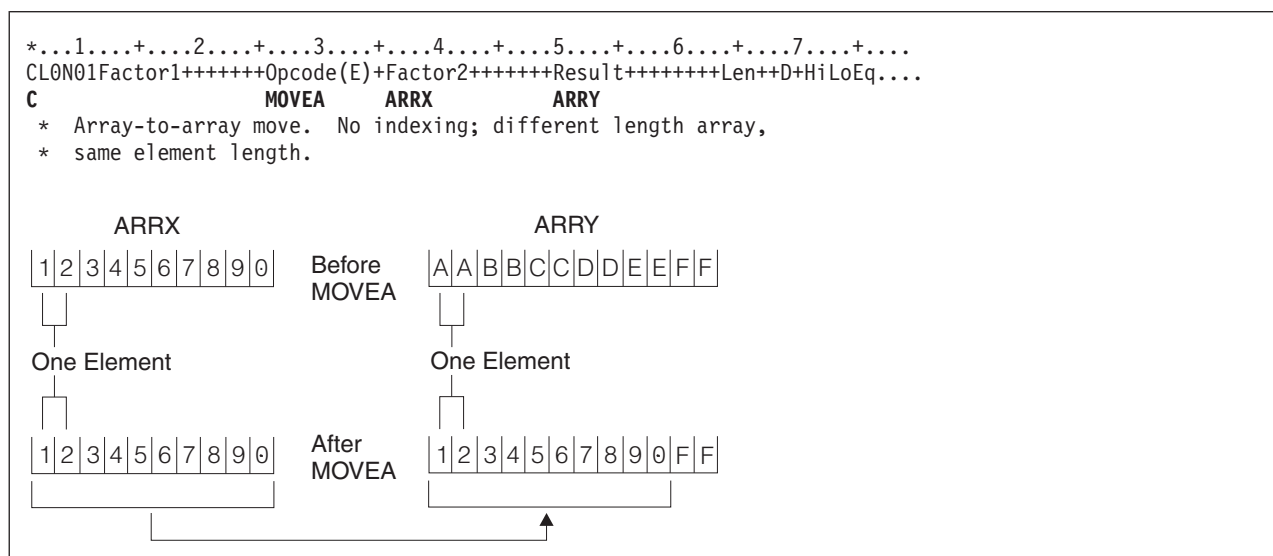 *...1....+....2....+....3....+....4....+....5....+....6....+....7....+....
CL0N01Factor1+++++++Opcode(E)+Factor2+++++++Result++++++++Len++D+HiLoEq....
C                   MOVEA     ARRX          ARRY
 *  Array-to-array move.  No indexing; different length array,
 *  same element length.
ARRX ARRY
1 2 3 4 5 6 7 8 9 0 Before MOVEA A A B B C C D D E E F F
One Element One Element
1 2 3 4 5 6 7 8 9 0 After MOVEA 1 2 3 4 5 6 7 8 9 0 F F